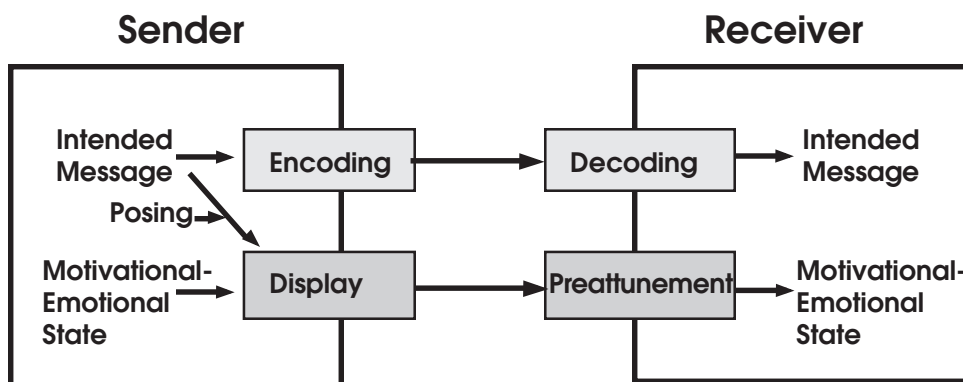 Sender
Receiver
Intended
Message
Encoding
Decoding
Intended
Message
Posing
Motivational-
Emotional
State
Display
Preattunement
Motivational-
Emotional
State